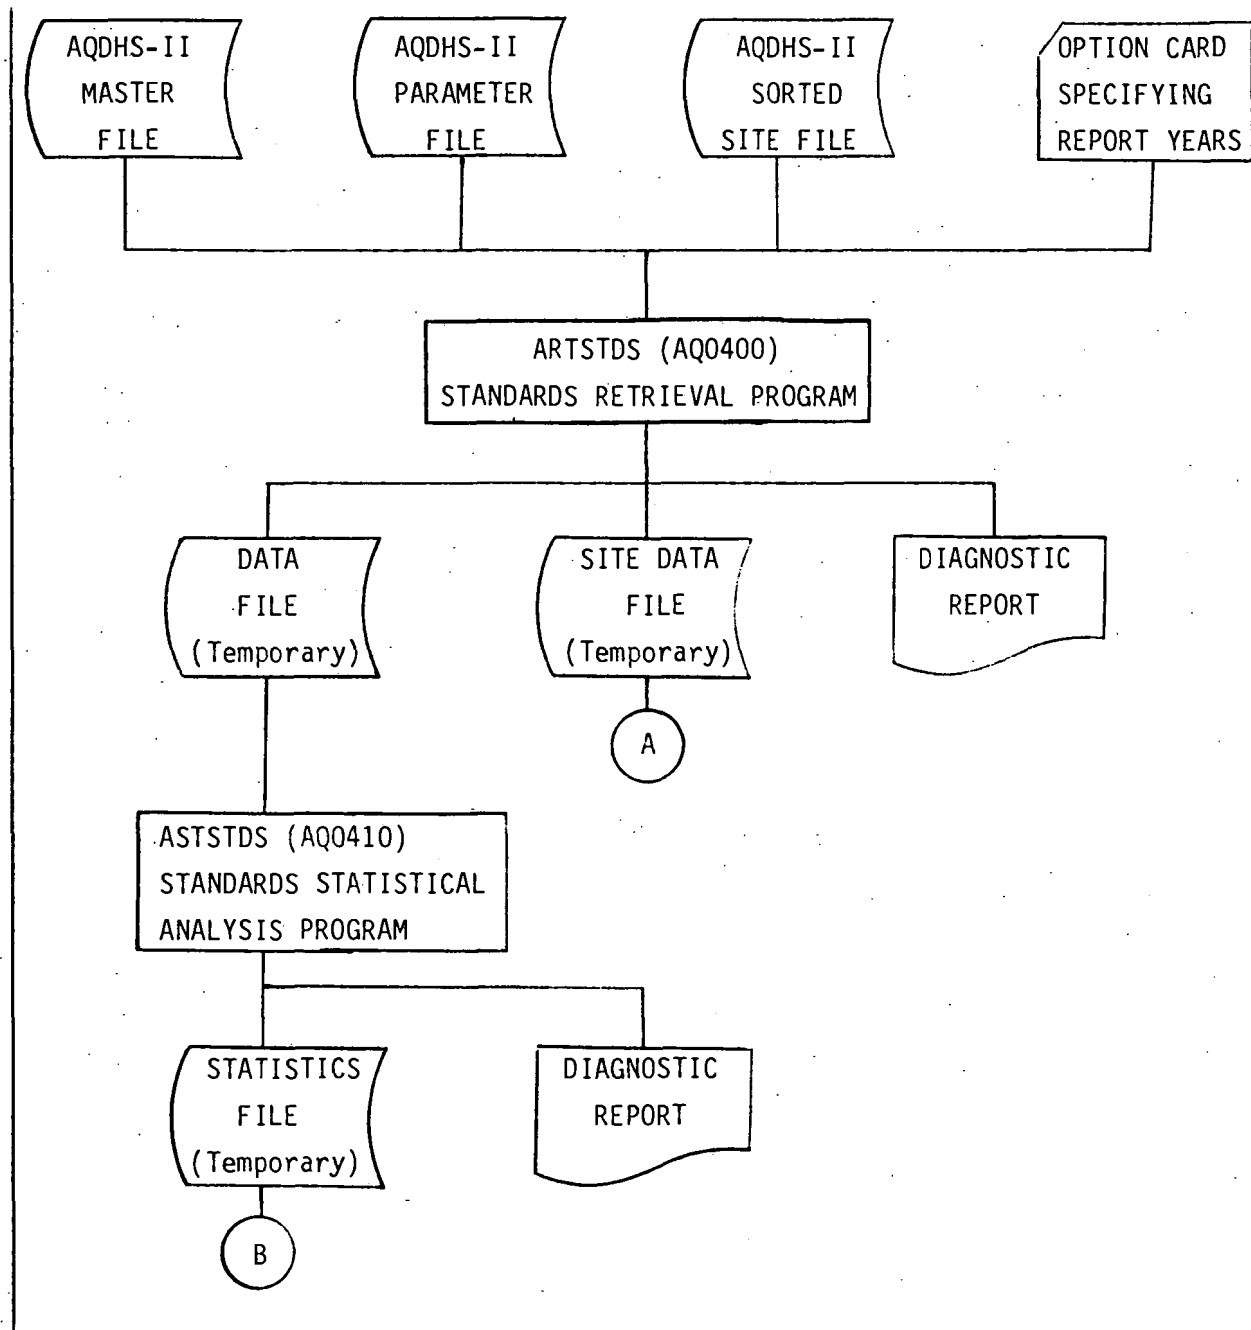 AQDHS-II
MASTER
FILE
AQDHS-II
PARAMETER
FILE
AQDHS-II
SORTED
SITE FILE
OPTION CARD
SPECIFYING
REPORT YEARS
ARTSTDS (AQ0400)
STANDARDS RETRIEVAL PROGRAM
DATA
FILE
(Temporary)
SITE DATA
FILE
(Temporary)
DIAGNOSTIC
REPORT
A
ASTSTDS (AQ0410)
STANDARDS STATISTICAL
ANALYSIS PROGRAM
STATISTICS
FILE
(Temporary)
DIAGNOSTIC
REPORT
B